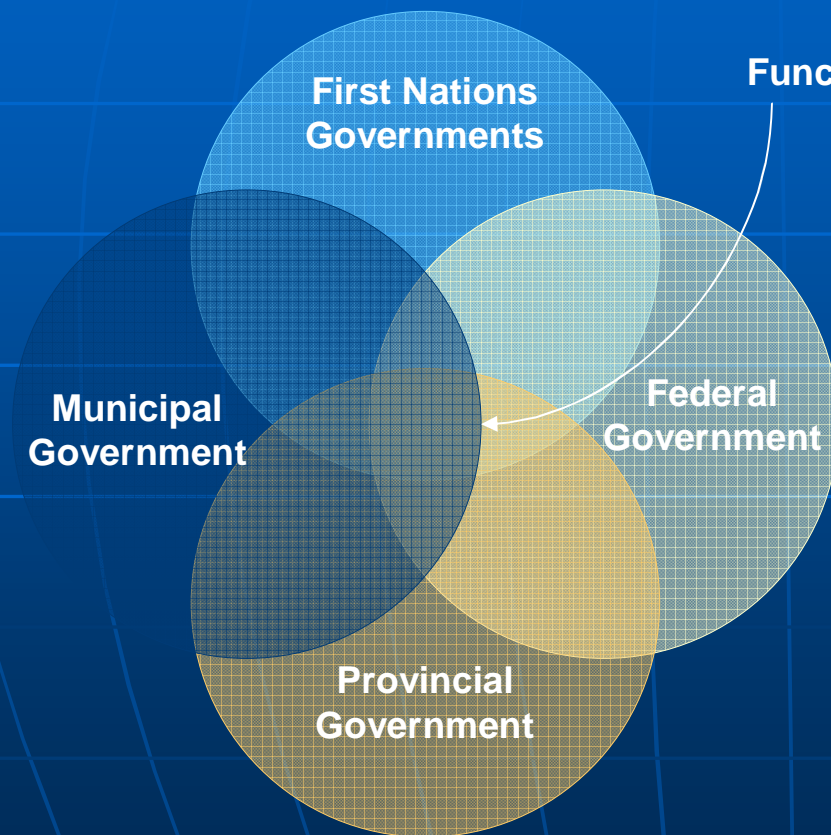 First Nations
Governments
Func
Municipal
Government
Federal
Government
Provincial
Government